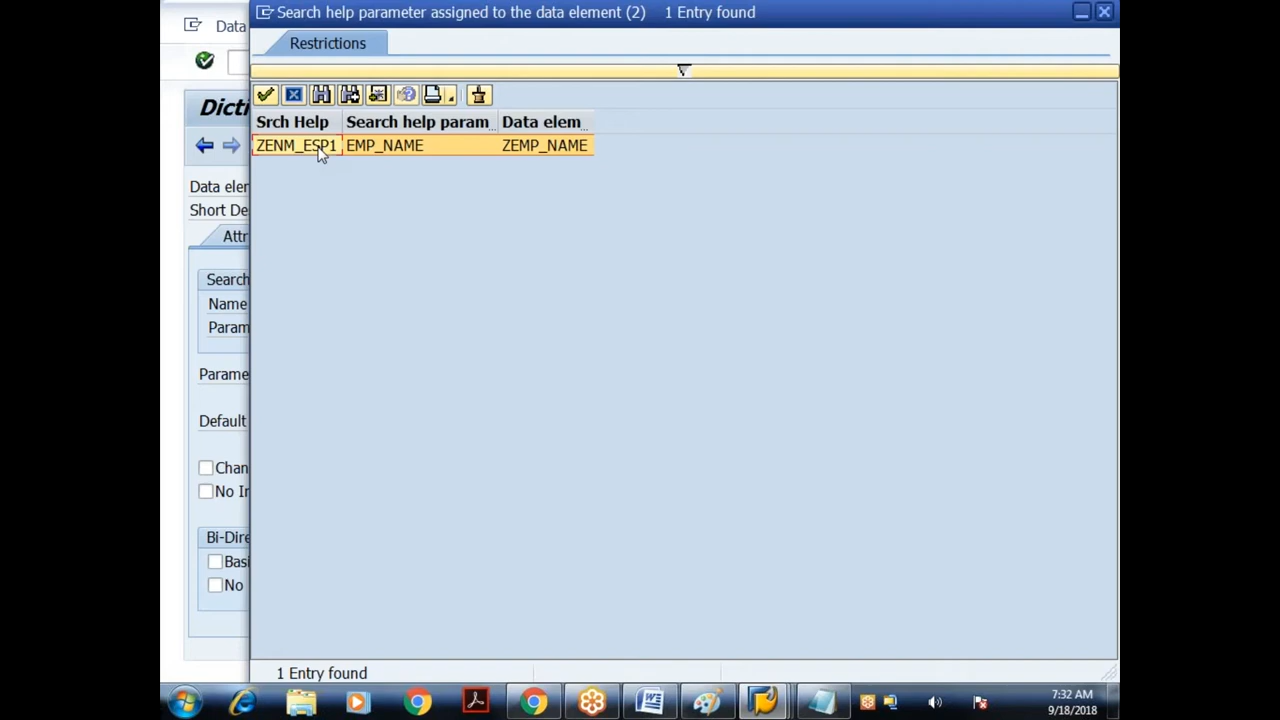 Data
Search help parameter assigned to the data element (2) 1 Entry found
Restrictions
Dicti
Srch Help Search help param.. Data elem..
ZENM_ESP1 EMP_NAME ZEMP_NAME
Data eler
Short De
Attr
Search
Name
Param
Parame
Default
Chan
No In
Bi-Dire
Basi
No
1 Entry found
7:32 AM
9/18/2018